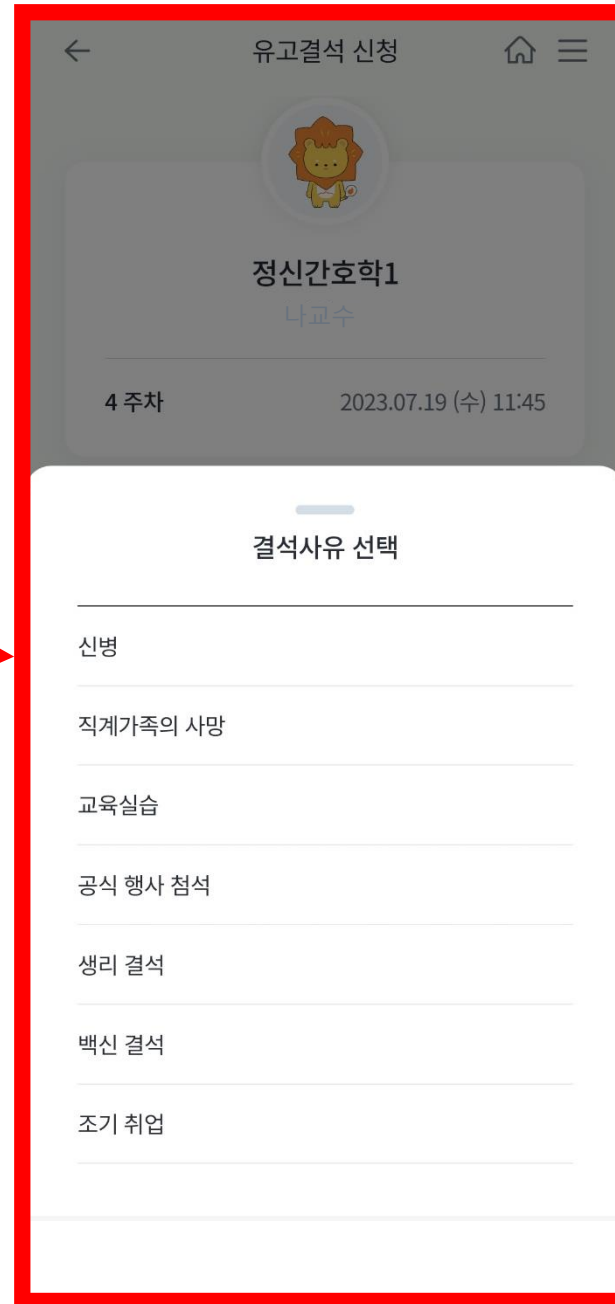 유고결석 신청
정신간호학1
나교수
4 주차 2023.07.19 (수) 11:45
결석사유 선택
신병
직계가족의 사망
교육실습
공식 행사 첨석
생리 결석
백신 결석
조기 취업